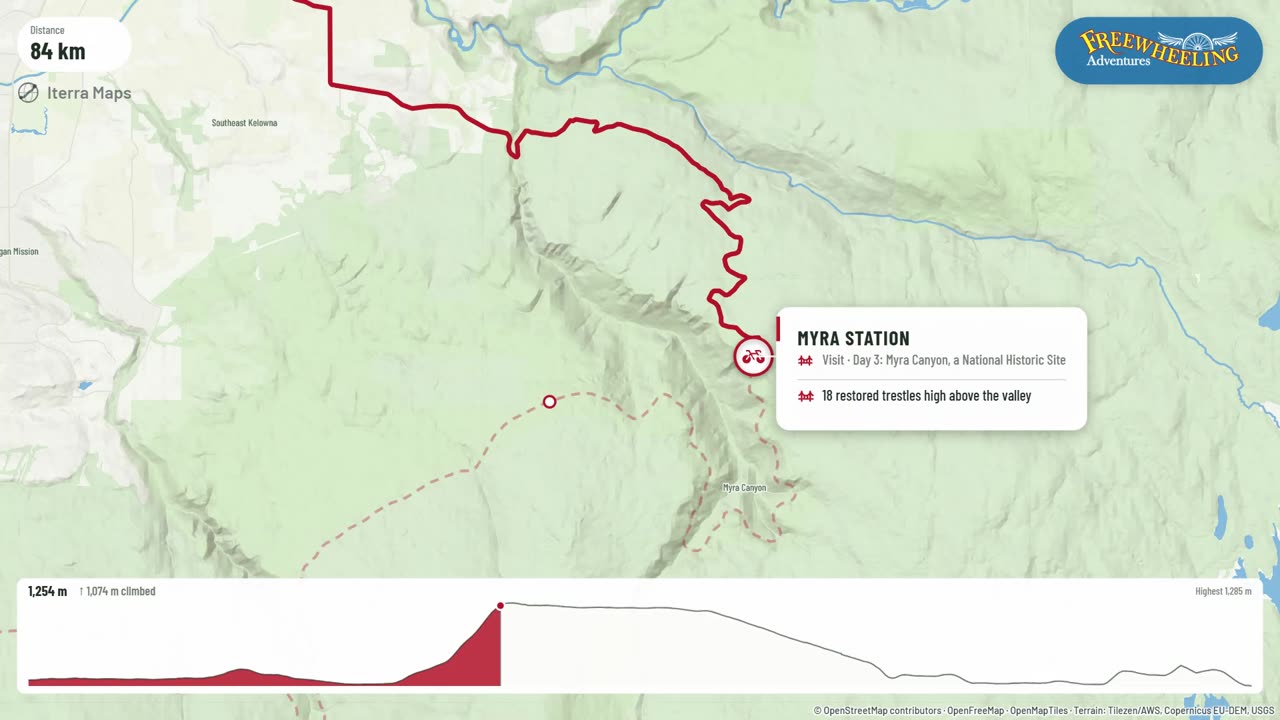 Distance
84 km
Iterra Maps
FREEWHEELING
Adventures
Southeast Kelowna
gan Mission
MYRA STATION
Visit · Day 3: Myra Canyon, a National Historic Site
18 restored trestles high above the valley
Myra Canyon
1,254 m ↑ 1,074 m climbed
Highest 1,285 m
© OpenStreetMap contributors · OpenFreeMap · OpenMapTiles · Terrain: Tilezen/AWS, Copernicus EU-DEM, USGS